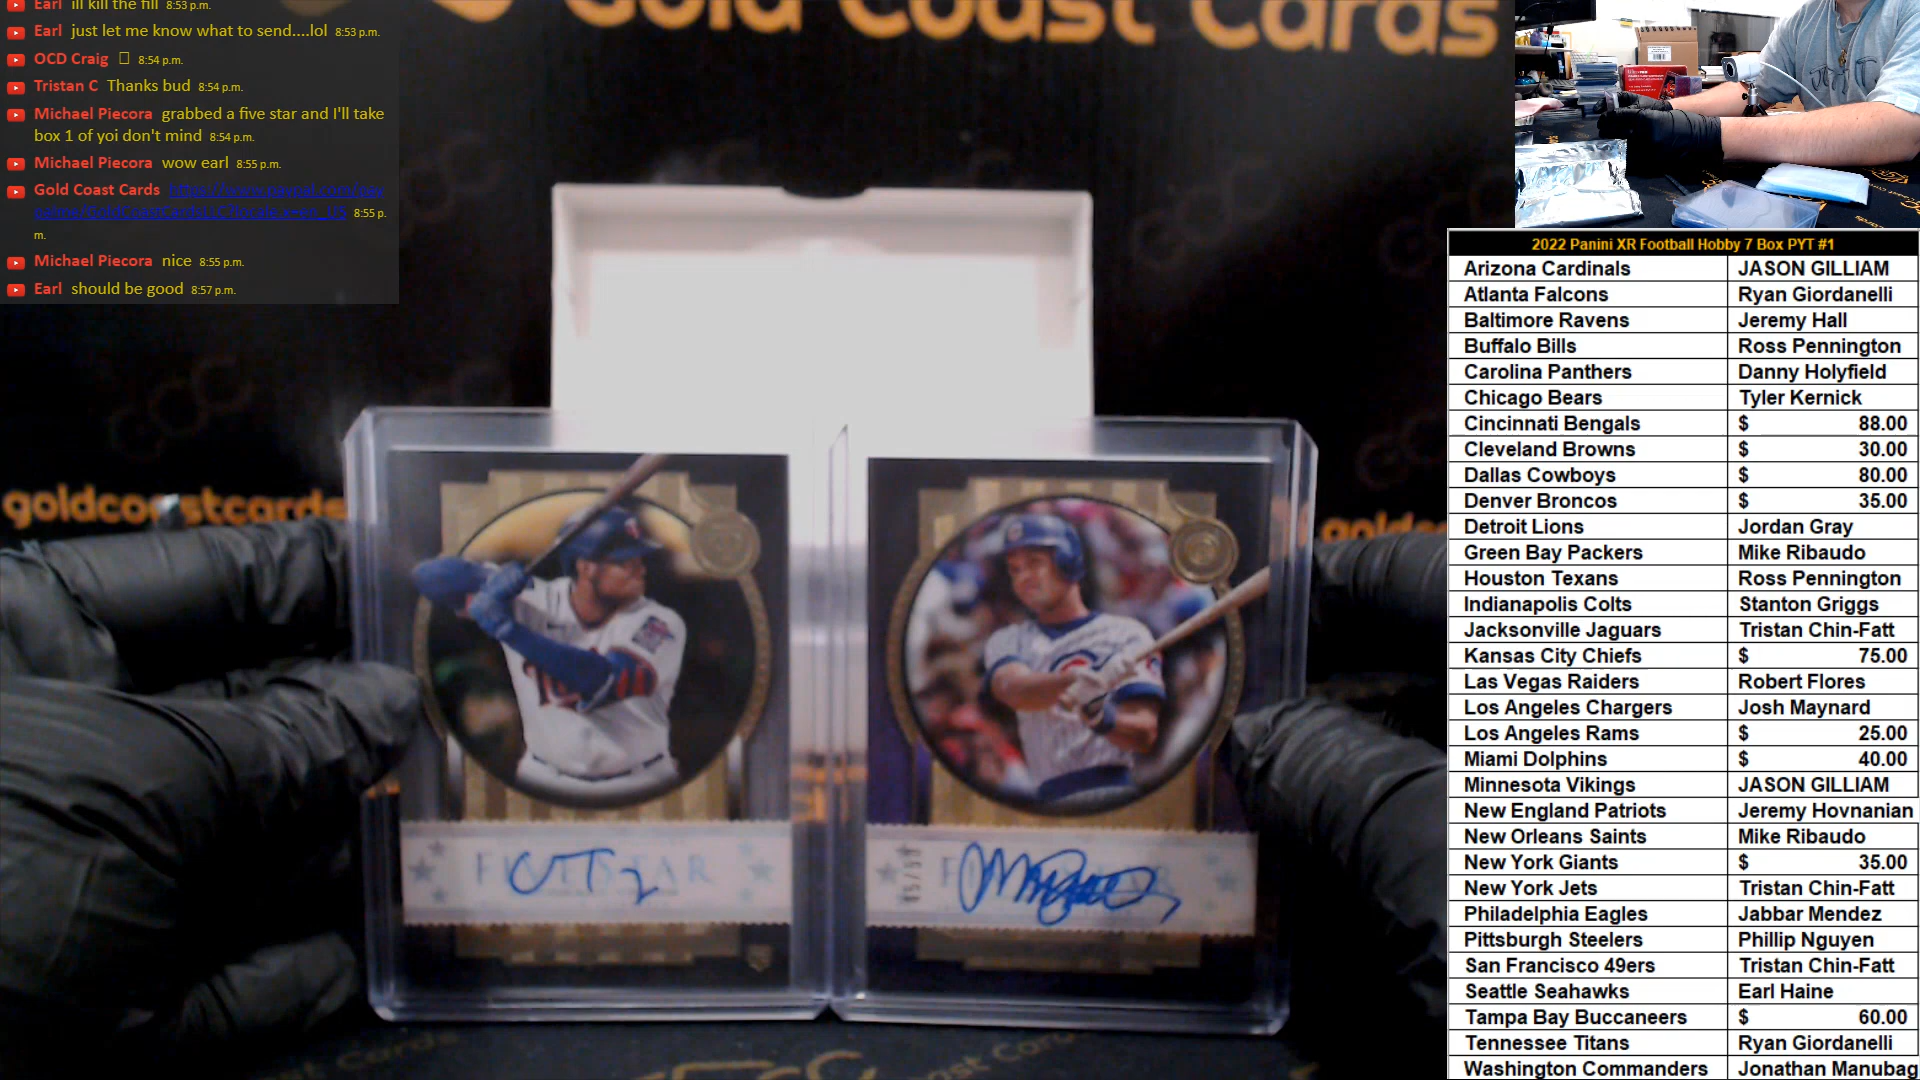 Gold Coast Cards
Earl ill kill the fill 8:53 p.m.
Earl just let me know what to send....lol 8:53 p.m.
OCD Craig 8:54 p.m.
Tristan C Thanks bud 8:54 p.m.
Michael Piecora grabbed a five star and I'll take
box 1 of yoi don't mind 8:54 p.m.
Michael Piecora wow earl 8:55 p.m.
Gold Coast Cards https://www.paypal.com/pay
palme/GoldCoastCardsLLC?locale.x=en_US 8:55 p.
m.
Michael Piecora nice 8:55 p.m.
Earl should be good 8:57 p.m.
goldcoastcards
FIVE STAR
2022 Panini XR Football Hobby 7 Box PYT #1
Arizona Cardinals JASON GILLIAM
Atlanta Falcons Ryan Giordanelli
Baltimore Ravens Jeremy Hall
Buffalo Bills Ross Pennington
Carolina Panthers Danny Holyfield
Chicago Bears Tyler Kernick
Cincinnati Bengals $ 88.00
Cleveland Browns $ 30.00
Dallas Cowboys $ 80.00
Denver Broncos $ 35.00
Detroit Lions Jordan Gray
Green Bay Packers Mike Ribaudo
Houston Texans Ross Pennington
Indianapolis Colts Stanton Griggs
Jacksonville Jaguars Tristan Chin-Fatt
Kansas City Chiefs $ 75.00
Las Vegas Raiders Robert Flores
Los Angeles Chargers Josh Maynard
Los Angeles Rams $ 25.00
Miami Dolphins $ 40.00
Minnesota Vikings JASON GILLIAM
New England Patriots Jeremy Hovnanian
New Orleans Saints Mike Ribaudo
New York Giants $ 35.00
New York Jets Tristan Chin-Fatt
Philadelphia Eagles Jabbar Mendez
Pittsburgh Steelers Phillip Nguyen
San Francisco 49ers Tristan Chin-Fatt
Seattle Seahawks Earl Haine
Tampa Bay Buccaneers $ 60.00
Tennessee Titans Ryan Giordanelli
Washington Commanders Jonathan Manubag